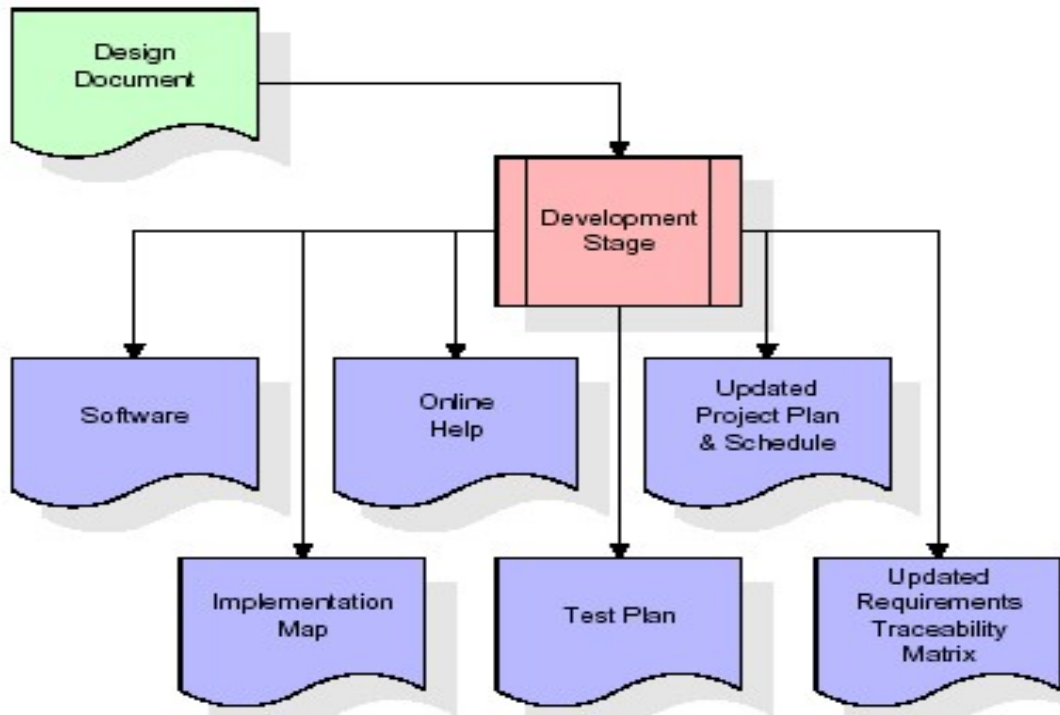 Design
Document
Development
Stage
Software
Online
Help
Updated
Project Plan
& Schedule
Implementation
Map
Test Plan
Updated
Requirements
Traceability
Matrix